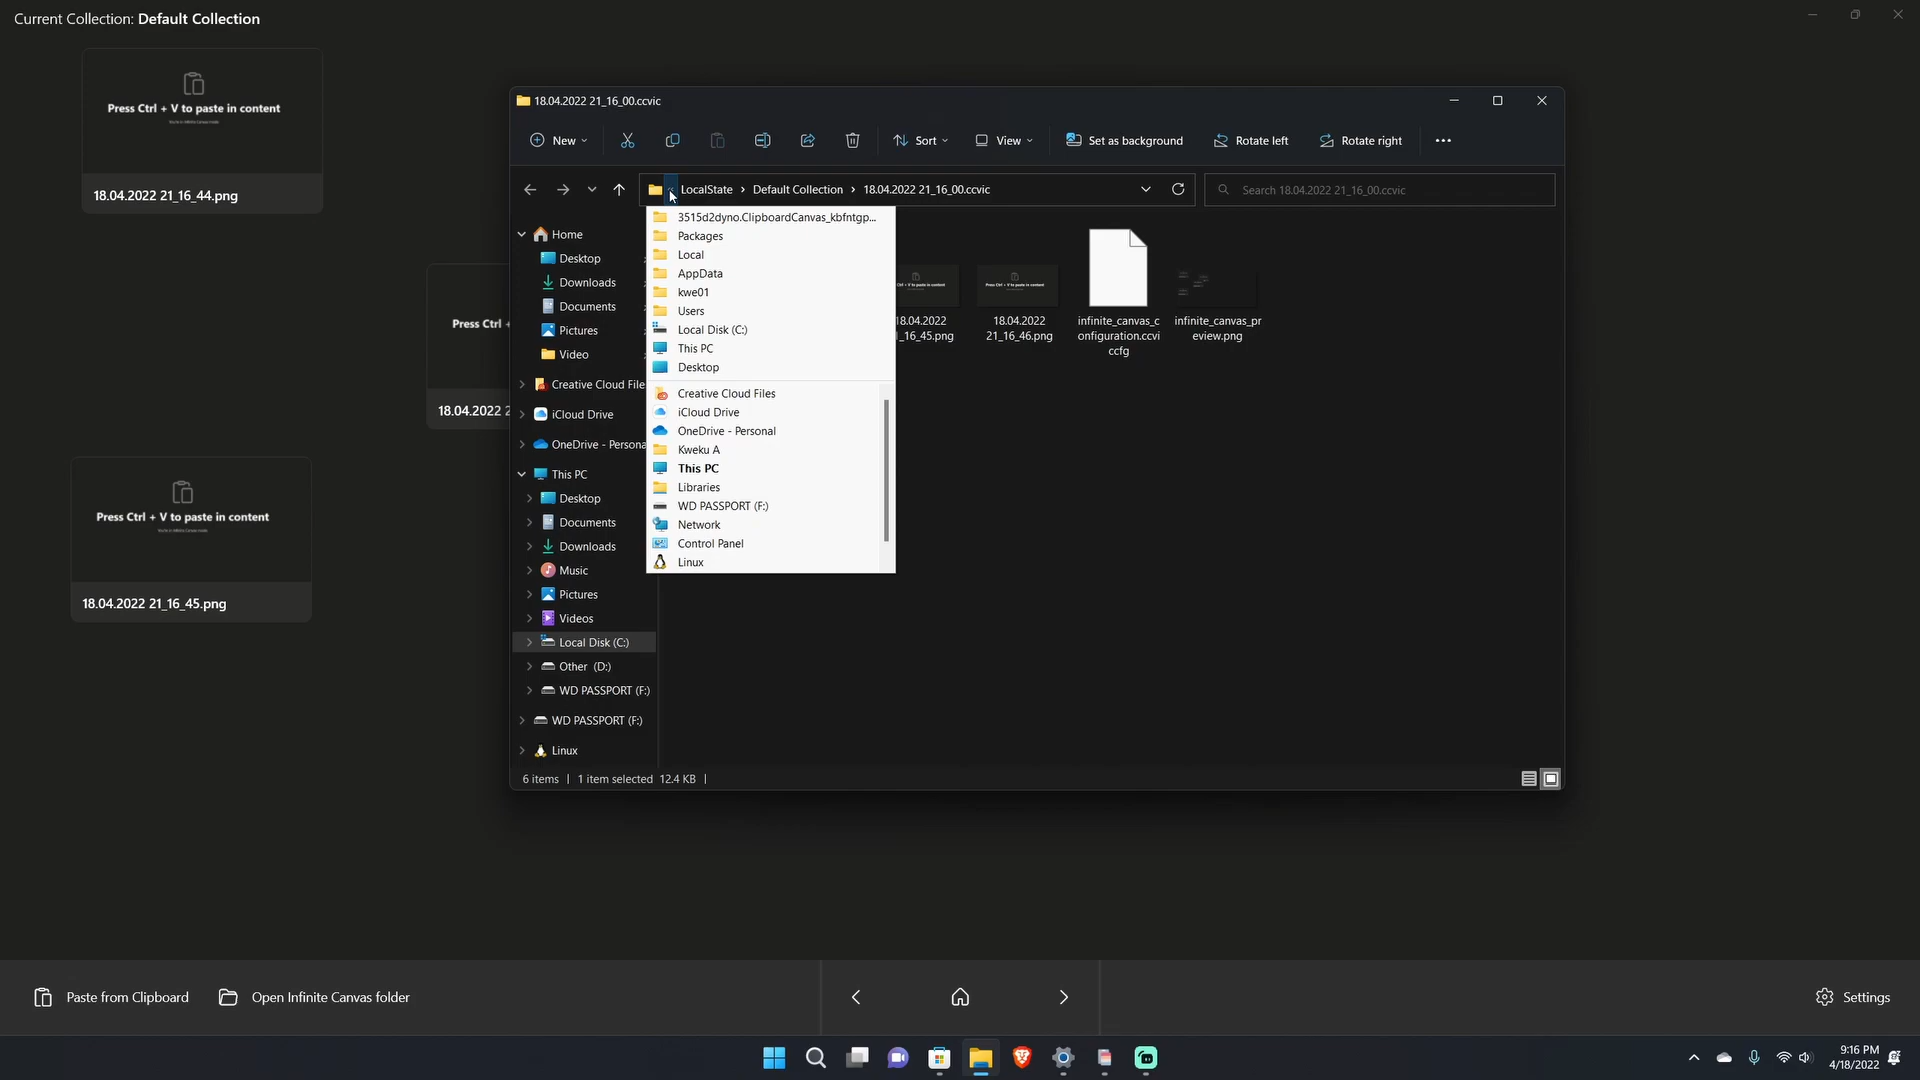 Current Collection: Default Collection
Press Ctrl + V to paste in content
18.04.2022 21_16_44.png
Press Ctrl +
18.04.2022 2
Press Ctrl + V to paste in content
18.04.2022 21_16_45.png
18.04.2022 21_16_00.ccvic
New
Sort
View
Set as background
Rotate left
Rotate right
LocalState
Default Collection
18.04.2022 21_16_00.ccvic
Search 18.04.2022 21_16_00.ccvic
Home
Desktop
Downloads
Documents
Pictures
Video
Creative Cloud File
iCloud Drive
OneDrive - Persona
This PC
Desktop
Documents
Downloads
Music
Pictures
Videos
Local Disk (C:)
Other (D:)
WD PASSPORT (F:)
WD PASSPORT (F:)
Linux
3515d2dyno.ClipboardCanvas_kbfntgp...
Packages
Local
AppData
kwe01
Users
Local Disk (C:)
This PC
Desktop
Creative Cloud Files
iCloud Drive
OneDrive - Personal
Kweku A
This PC
Libraries
WD PASSPORT (F:)
Network
Control Panel
Linux
18.04.2022
_16_45.png
Press Ctrl + V to paste in content
18.04.2022
21_16_46.png
infinite_canvas_c
onfiguration.ccvi
ccfg
infinite_canvas_pr
eview.png
6 items
1 item selected 12.4 KB
Paste from Clipboard
Open Infinite Canvas folder
Settings
9:16 PM
4/18/2022